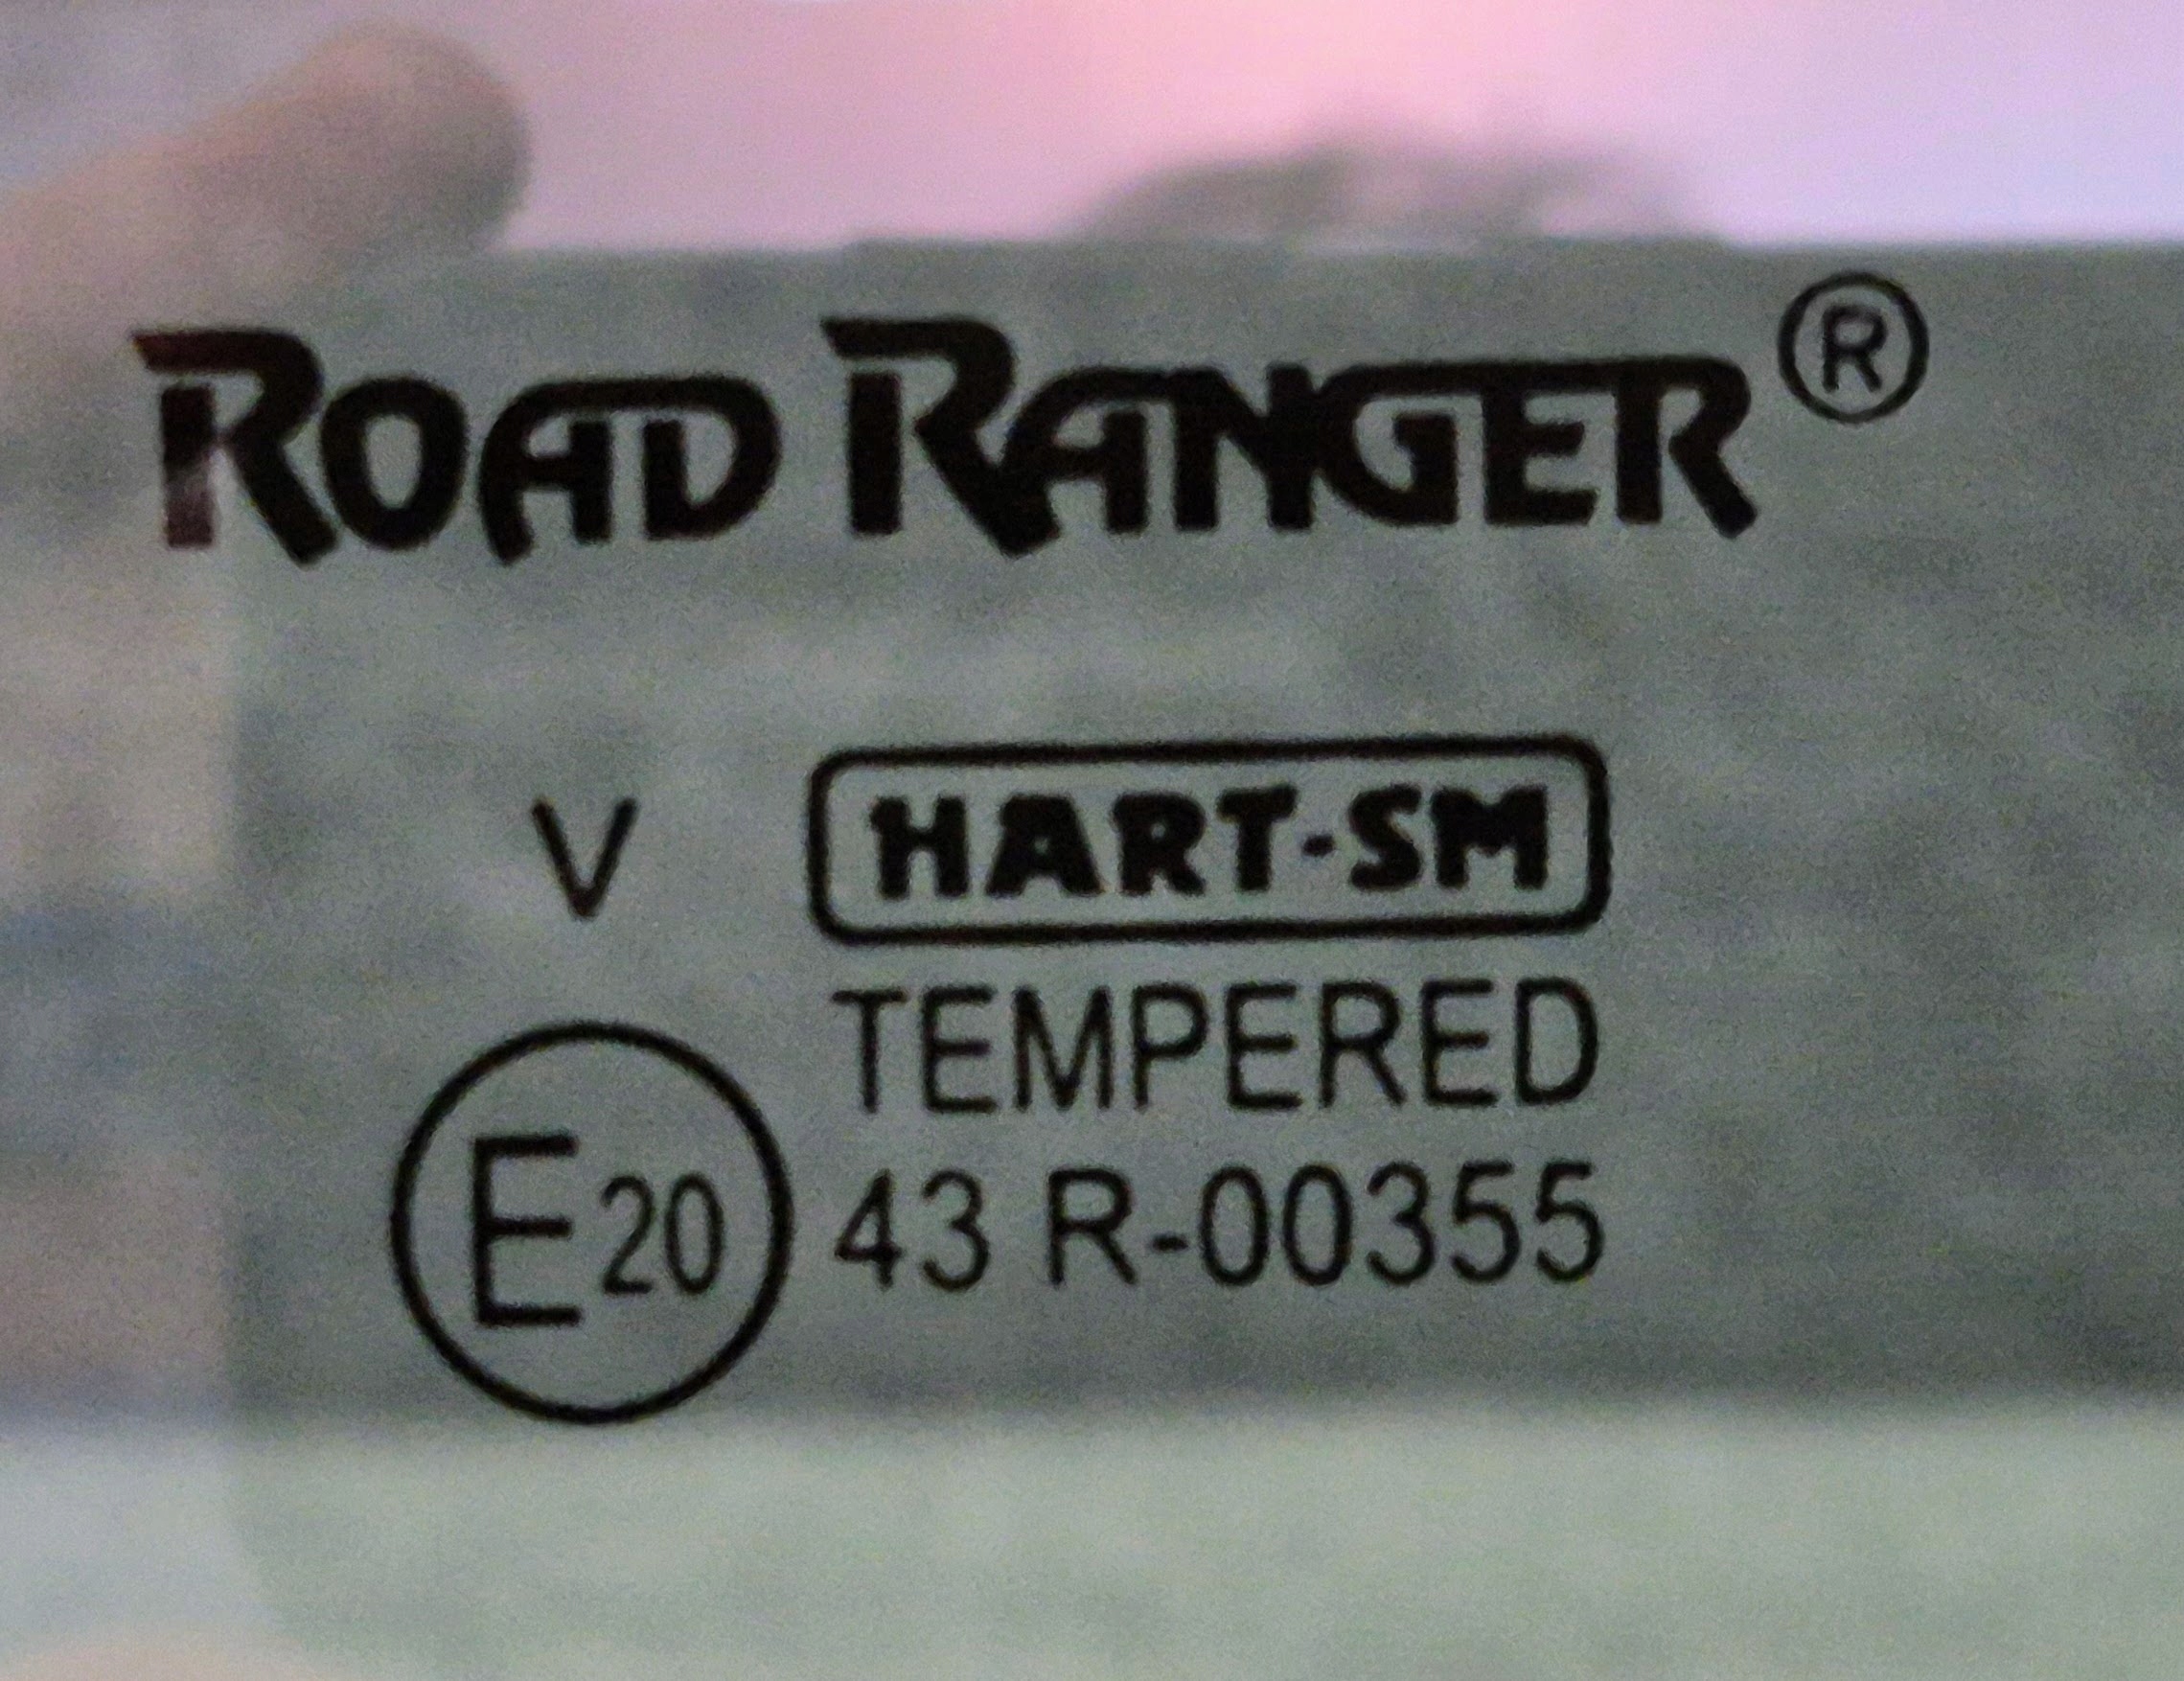 ROAD RANGER ®
V HART-SM
TEMPERED
E20 43 R-00355